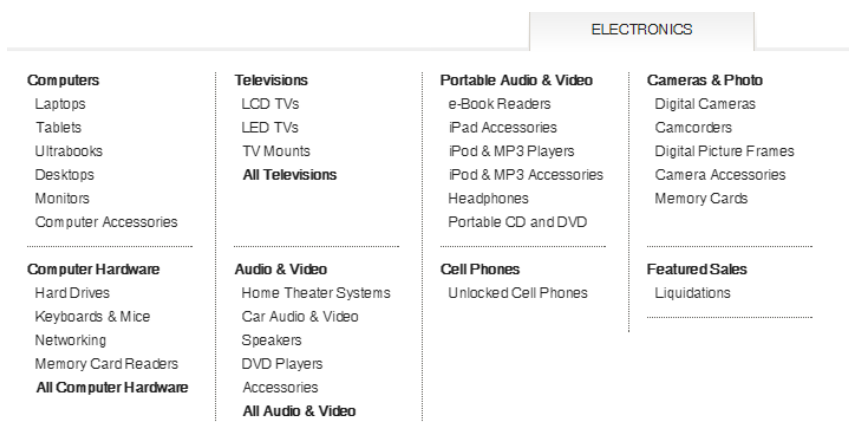 ELECTRONICS
Computers
Laptops
Tablets
Ultrabooks
Desktops
Monitors
Computer Accessories
Computer Hardware
Hard Drives
Keyboards & Mice
Networking
Memory Card Readers
All Computer Hardware
Televisions
LCD TVs
LED TVs
TV Mounts
All Televisions
Audio & Video
Home Theater Systems
Car Audio & Video
Speakers
DVD Players
Accessories
All Audio & Video
Portable Audio & Video
e-Book Readers
iPad Accessories
iPod & MP3 Players
iPod & MP3 Accessories
Headphones
Portable CD and DVD
Cell Phones
Unlocked Cell Phones
Cameras & Photo
Digital Cameras
Camcorders
Digital Picture Frames
Camera Accessories
Memory Cards
Featured Sales
Liquidations